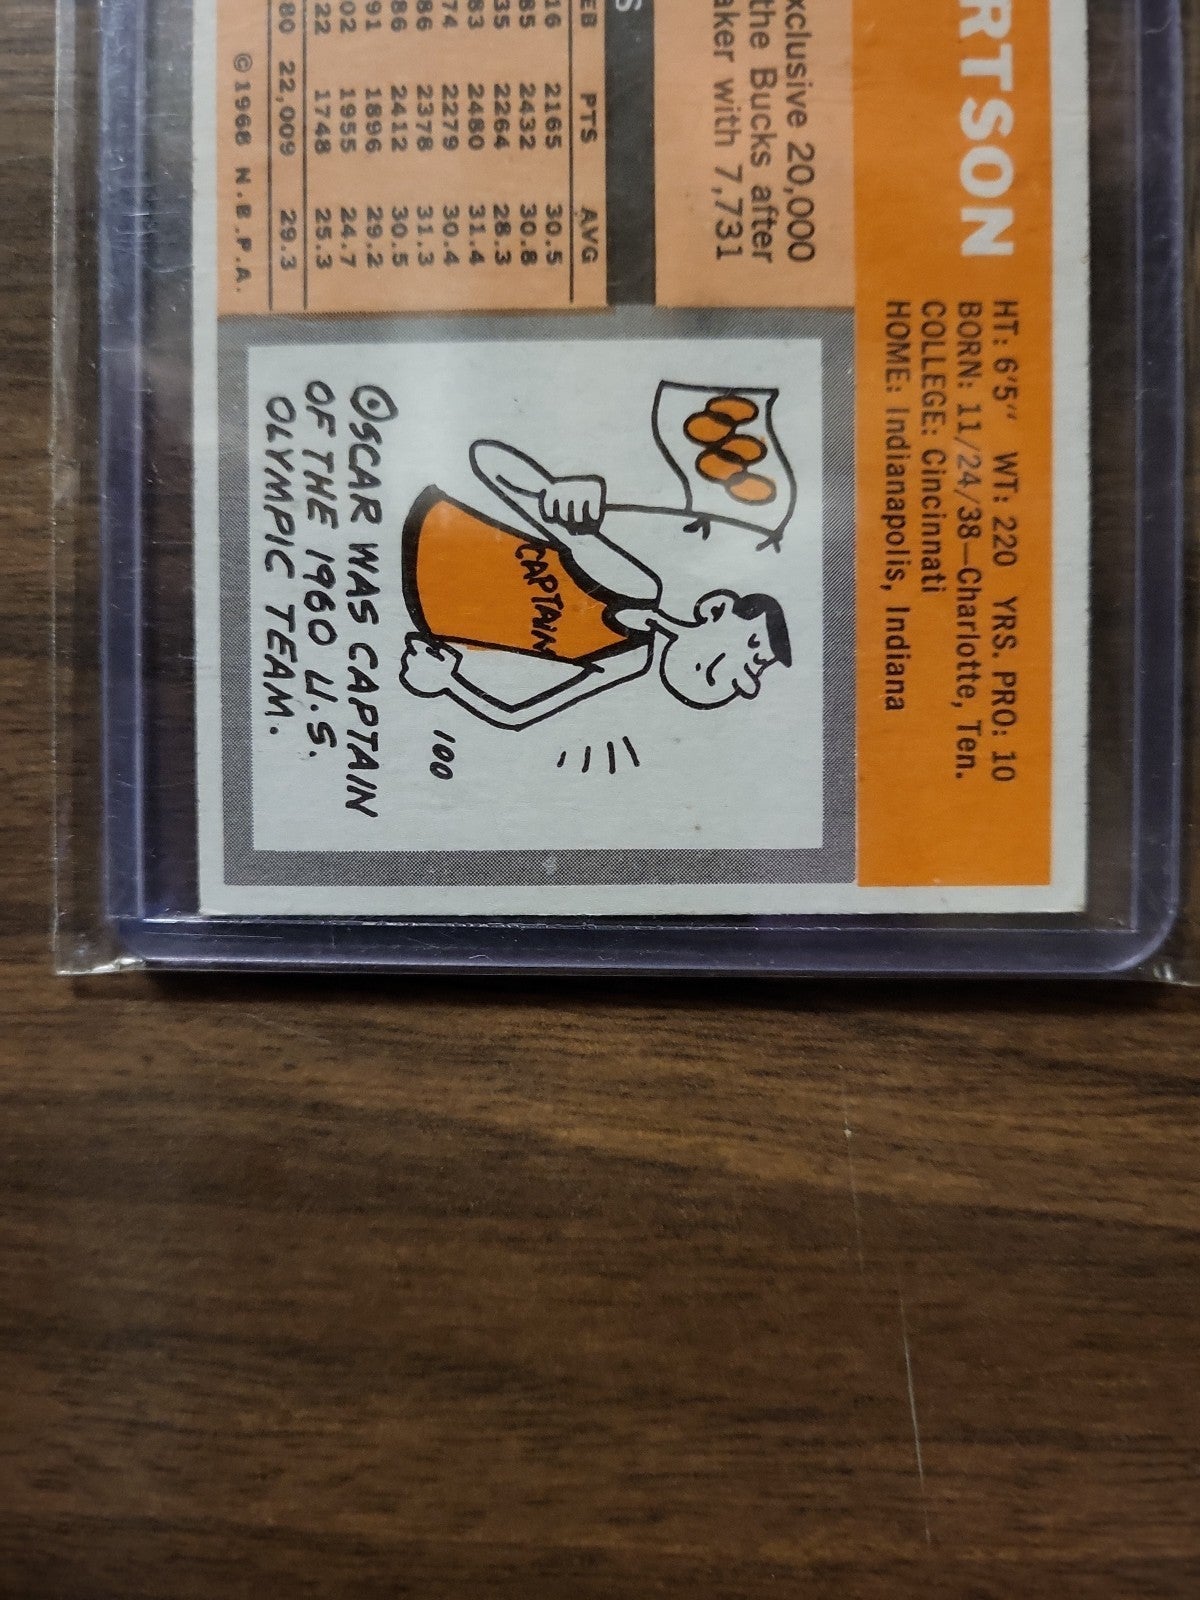 RTSON
HT: 6'5" WT: 220 YRS. PRO: 10
BORN: 11/24/38—Charlotte, Ten.
COLLEGE: Cincinnati
HOME: Indianapolis, Indiana
xclusive 20,000
the Bucks after
aker with 7,731
S
EB PTS AVG
16 2165 30.5
85 2432 30.8
35 2264 28.3
83 2480 31.4
74 2279 30.4
86 2378 31.3
86 2412 30.5
91 1896 29.2
02 1955 24.7
22 1748 25.3
80 22,009 29.3
©1968 N.B.P.A.
CAPTAIN
100
OSCAR WAS CAPTAIN
OF THE 1960 U.S.
OLYMPIC TEAM.